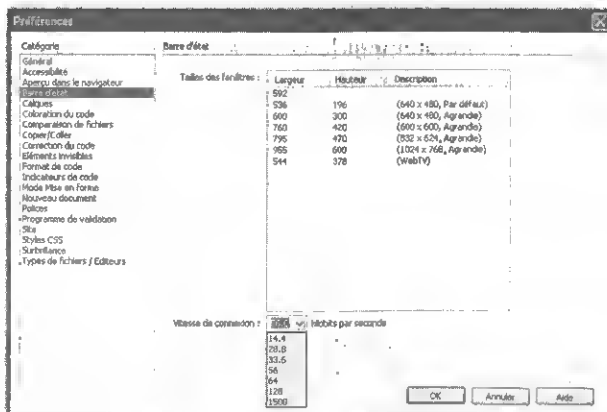 Préférences
Catégorie
Général
Accessibilité
Aperçu dans le navigateur
Barre d'état
Calques
Coloration du code
Comparaison de fichiers
Copier/Coller
Correction du code
Eléments invisibles
Format de code
Indicateurs de code
Mode Mise en forme
Nouveau document
Polices
Programme de validation
Site
Styles CSS
Surbrillance
Types de fichiers / Editeurs
Barre d'état
Tailles des fenêtres :
Largeur Hauteur Description
592
536 196 (640 x 480, Par défaut)
600 300 (640 x 480, Agrandie)
760 420 (600 x 600, Agrandie)
795 470 (832 x 624, Agrandie)
955 600 (1024 x 768, Agrandie)
544 378 (WebTV)
Vitesse de connexion : kilobits par seconde
14.4
28.8
33.6
56
64
128
1500
OK Annuler Aide